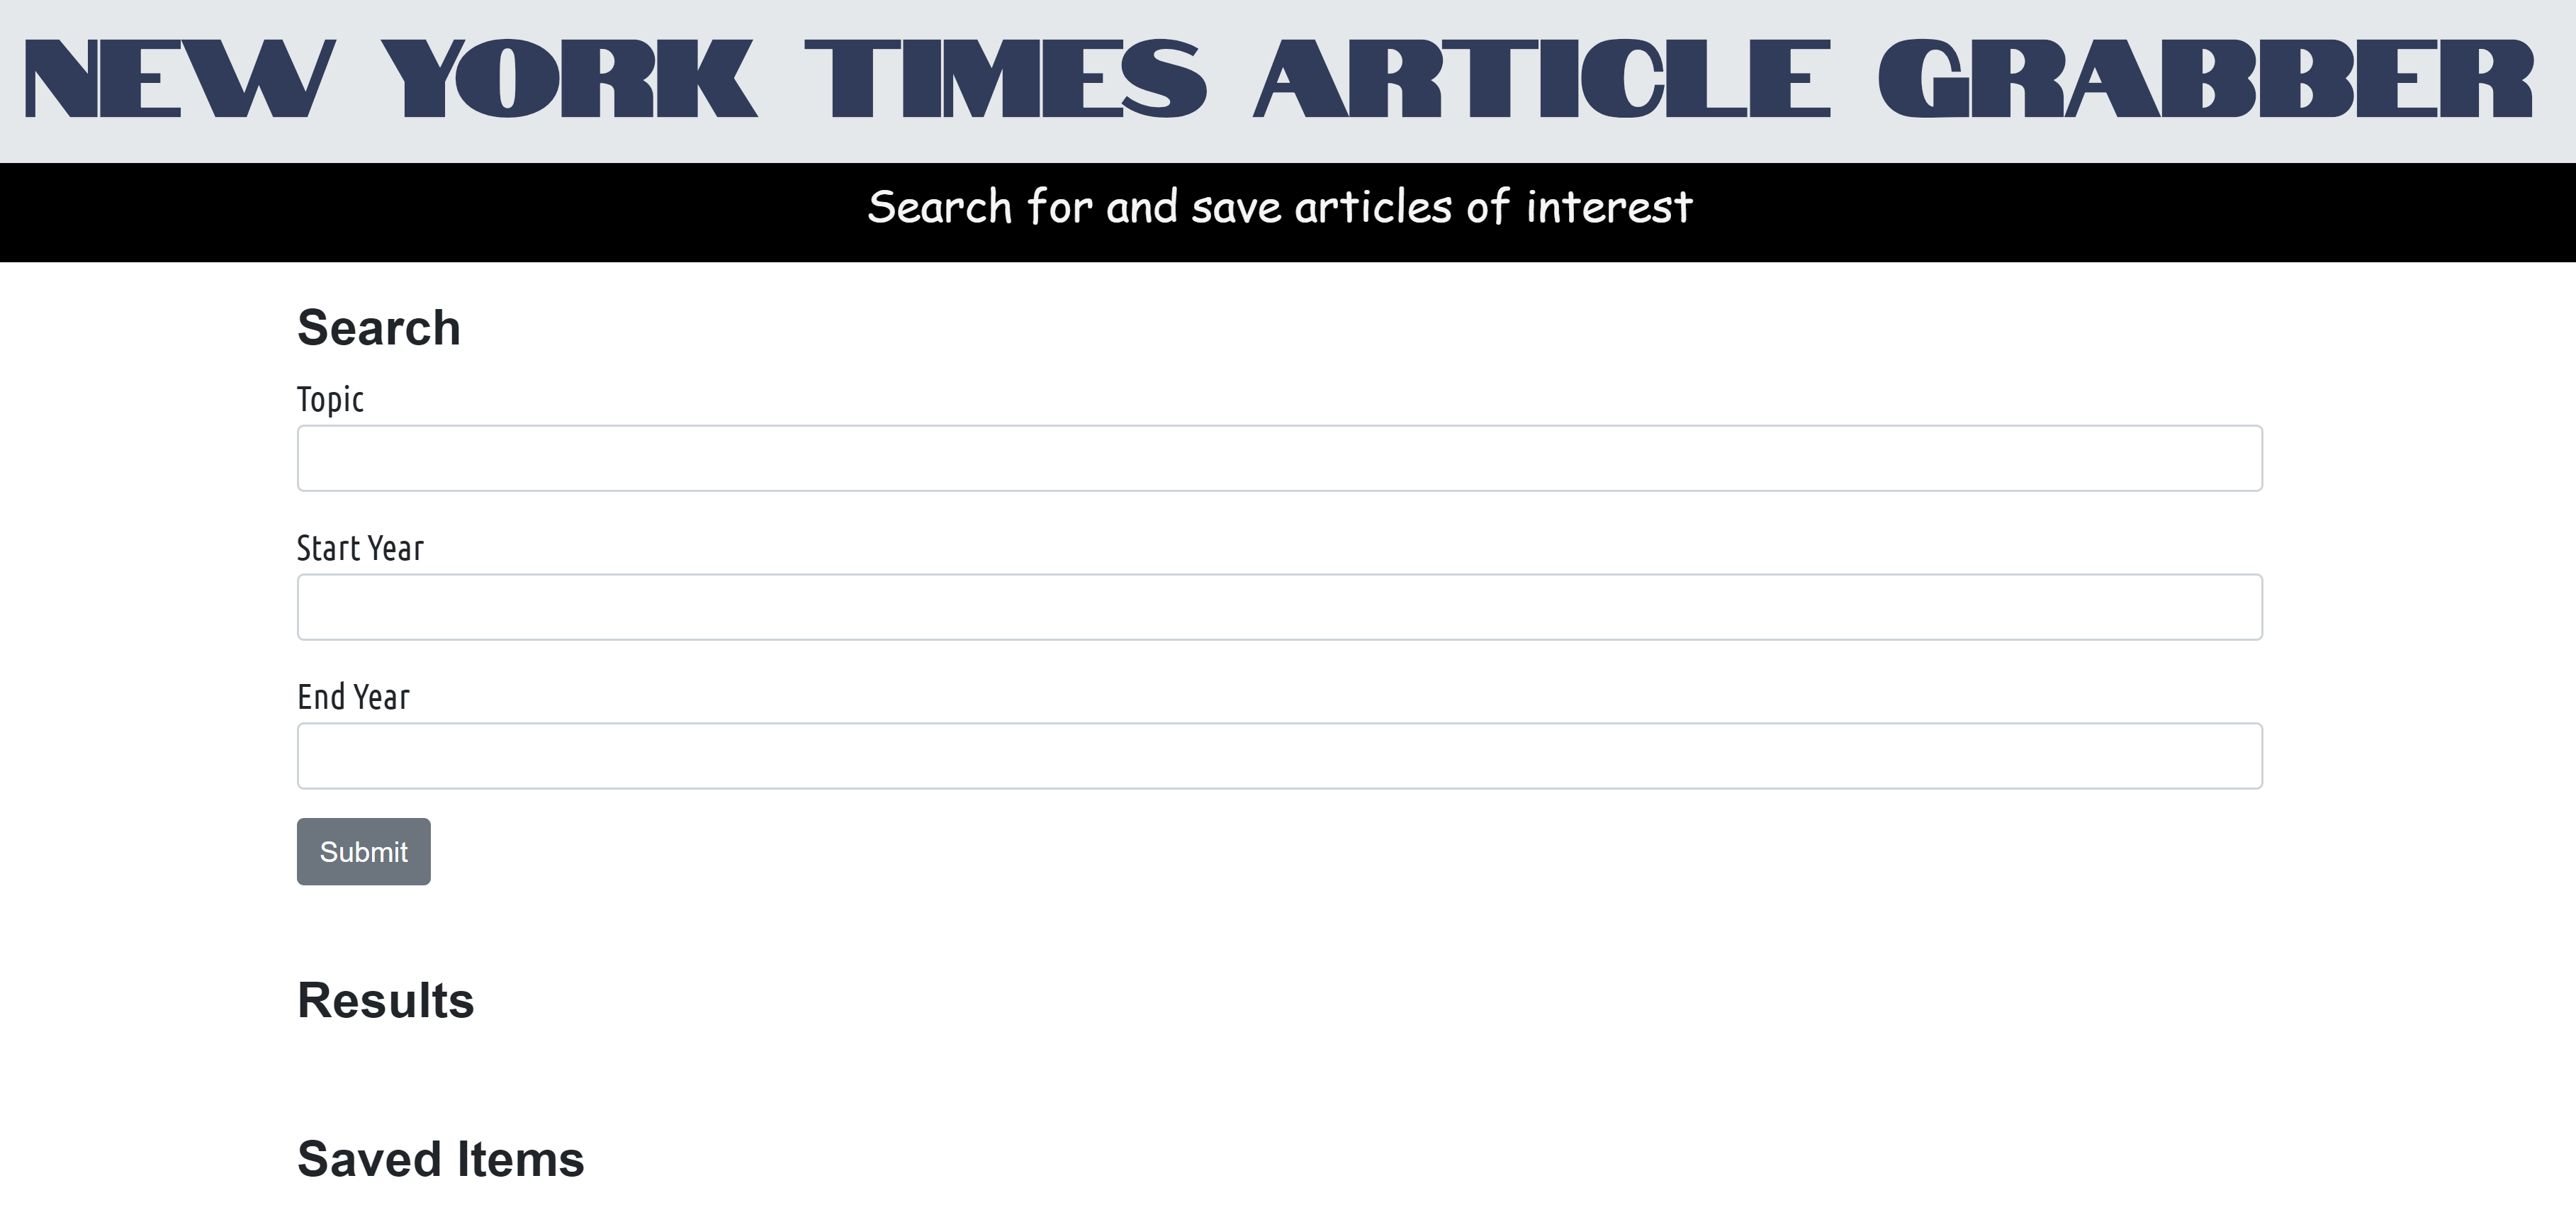 NEW YORK TIMES ARTICLE GRABBER
Search for and save articles of interest
Search
Topic
Start Year
End Year
Submit
Results
Saved Items